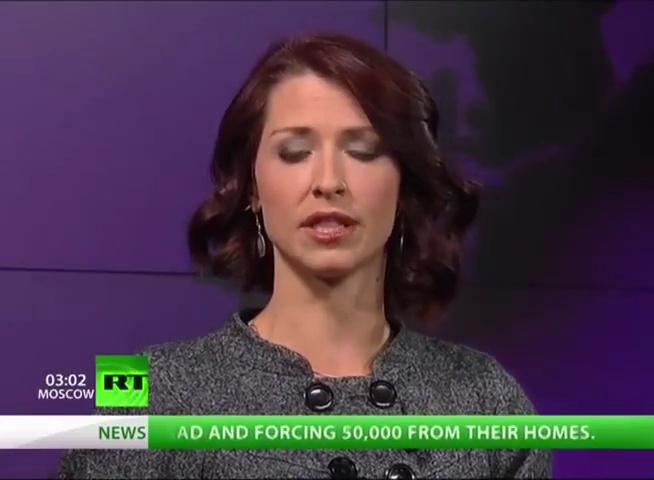 03:02
MOSCOW
RT
NEWS
AD AND FORCING 50,000 FROM THEIR HOMES.